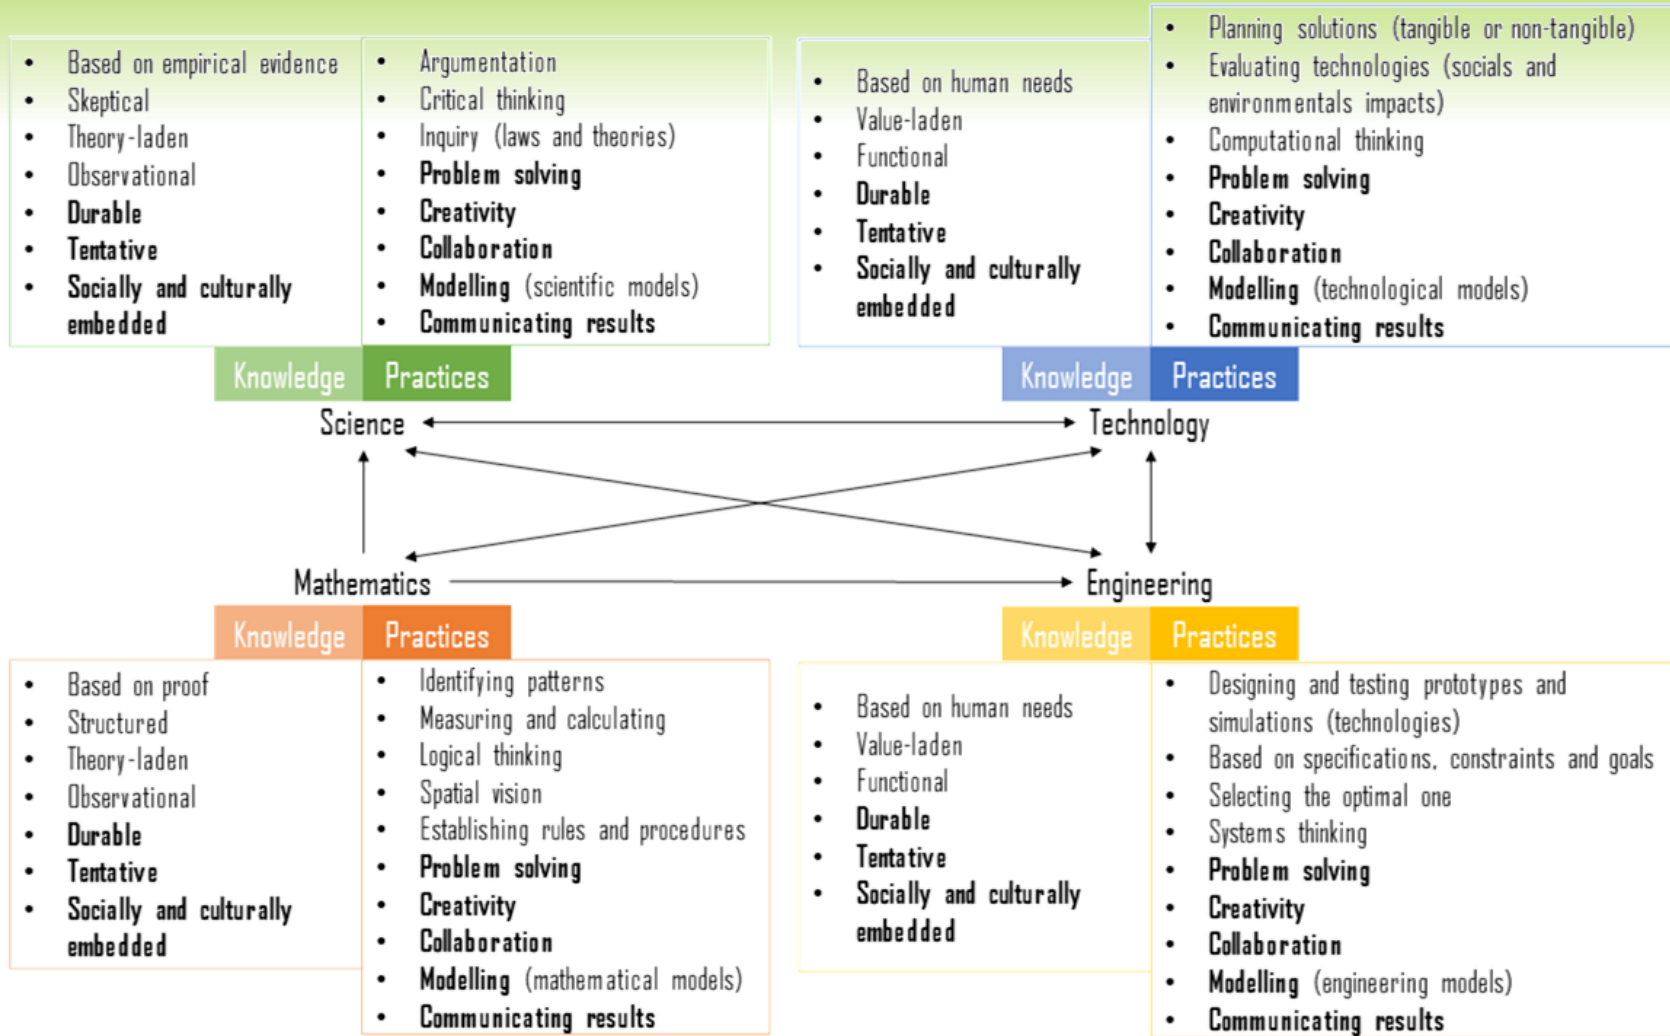 • Based on empirical evidence
• Skeptical
• Theory-laden
• Observational
• Durable
• Tentative
• Socially and culturally
embedded
• Argumentation
• Critical thinking
• Inquiry (laws and theories)
• Problem solving
• Creativity
• Collaboration
• Modelling (scientific models)
• Communicating results
Knowledge Practices
Science
• Based on human needs
• Value-laden
• Functional
• Durable
• Tentative
• Socially and culturally
embedded
• Planning solutions (tangible or non-tangible)
• Evaluating technologies (socials and
environmentals impacts)
• Computational thinking
• Problem solving
• Creativity
• Collaboration
• Modelling (technological models)
• Communicating results
Knowledge Practices
Technology
Mathematics
Knowledge Practices
• Based on proof
• Structured
• Theory-laden
• Observational
• Durable
• Tentative
• Socially and culturally
embedded
• Identifying patterns
• Measuring and calculating
• Logical thinking
• Spatial vision
• Establishing rules and procedures
• Problem solving
• Creativity
• Collaboration
• Modelling (mathematical models)
• Communicating results
Engineering
Knowledge Practices
• Based on human needs
• Value-laden
• Functional
• Durable
• Tentative
• Socially and culturally
embedded
• Designing and testing prototypes and
simulations (technologies)
• Based on specifications, constraints and goals
• Selecting the optimal one
• Systems thinking
• Problem solving
• Creativity
• Collaboration
• Modelling (engineering models)
• Communicating results